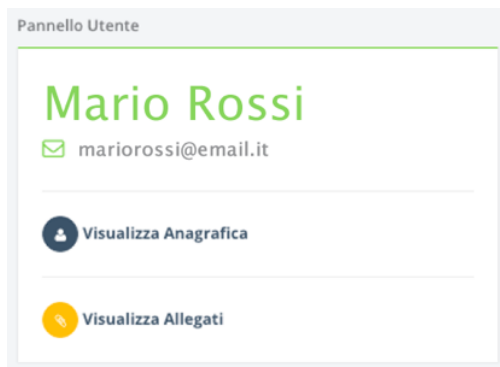 Pannello Utente
Mario Rossi
mariorossi@email.it
Visualizza Anagrafica
Visualizza Allegati